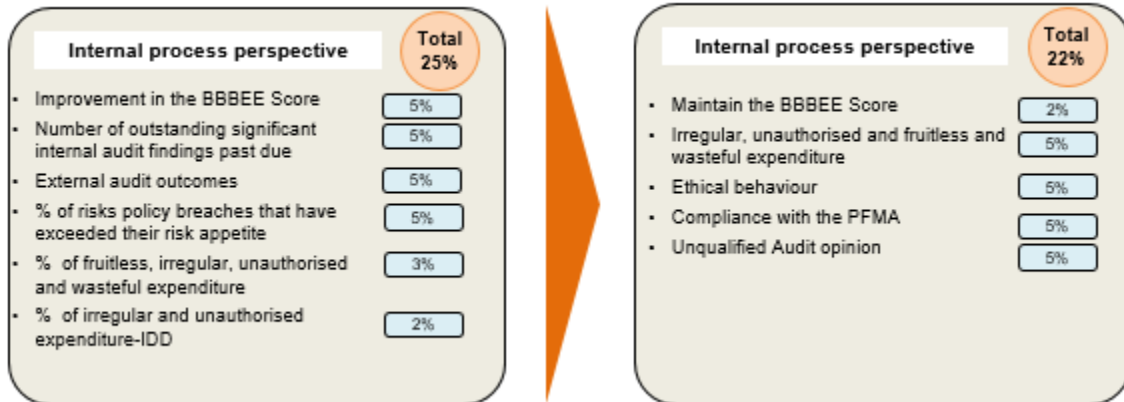 Internal process perspective
Total
25%
• Improvement in the BBBEE Score
5%
• Number of outstanding significant
internal audit findings past due
5%
• External audit outcomes
5%
• % of risks policy breaches that have
exceeded their risk appetite
5%
• % of fruitless, irregular, unauthorised
and wasteful expenditure
3%
• % of irregular and unauthorised
expenditure-IDD
2%
Internal process perspective
Total
22%
• Maintain the BBBEE Score
2%
• Irregular, unauthorised and fruitless and
wasteful expenditure
5%
• Ethical behaviour
5%
• Compliance with the PFMA
5%
• Unqualified Audit opinion
5%